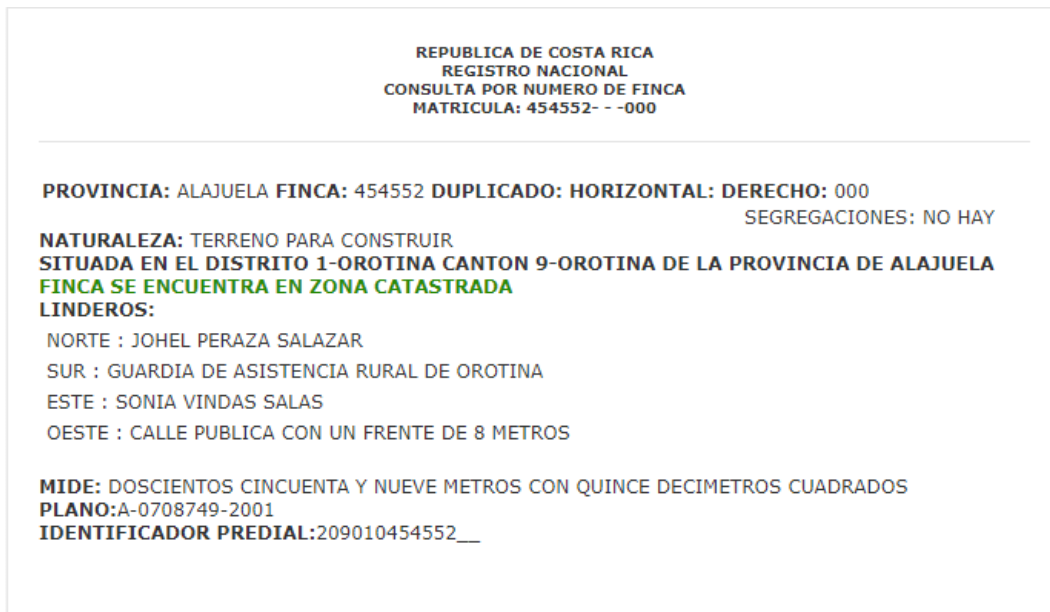 REPUBLICA DE COSTA RICA
REGISTRO NACIONAL
CONSULTA POR NUMERO DE FINCA
MATRICULA: 454552- - -000
PROVINCIA: ALAJUELA FINCA: 454552 DUPLICADO: HORIZONTAL: DERECHO: 000
SEGREGACIONES: NO HAY
NATURALEZA: TERRENO PARA CONSTRUIR
SITUADA EN EL DISTRITO 1-OROTINA CANTON 9-OROTINA DE LA PROVINCIA DE ALAJUELA
FINCA SE ENCUENTRA EN ZONA CATASTRADA
LINDEROS:
NORTE : JOHEL PERAZA SALAZAR
SUR : GUARDIA DE ASISTENCIA RURAL DE OROTINA
ESTE : SONIA VINDAS SALAS
OESTE : CALLE PUBLICA CON UN FRENTE DE 8 METROS
MIDE: DOSCIENTOS CINCUENTA Y NUEVE METROS CON QUINCE DECIMETROS CUADRADOS
PLANO:A-0708749-2001
IDENTIFICADOR PREDIAL:209010454552__